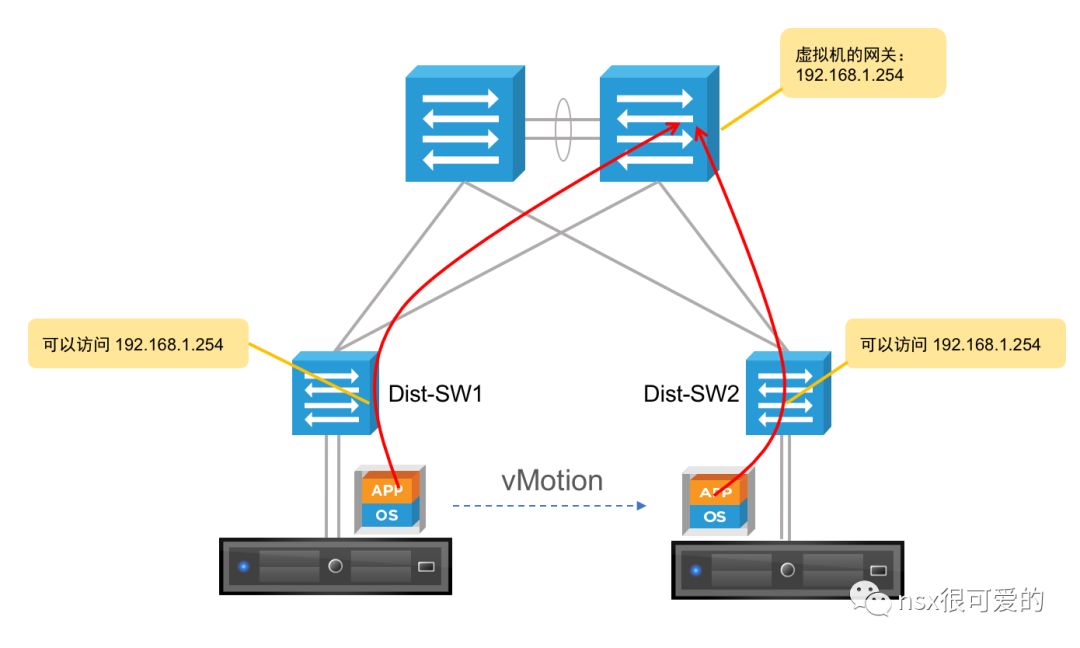 虚拟机的网关：
192.168.1.254
可以访问 192.168.1.254
可以访问 192.168.1.254
Dist-SW1
Dist-SW2
vMotion
APP
OS
APP
OS
nsx很可爱的